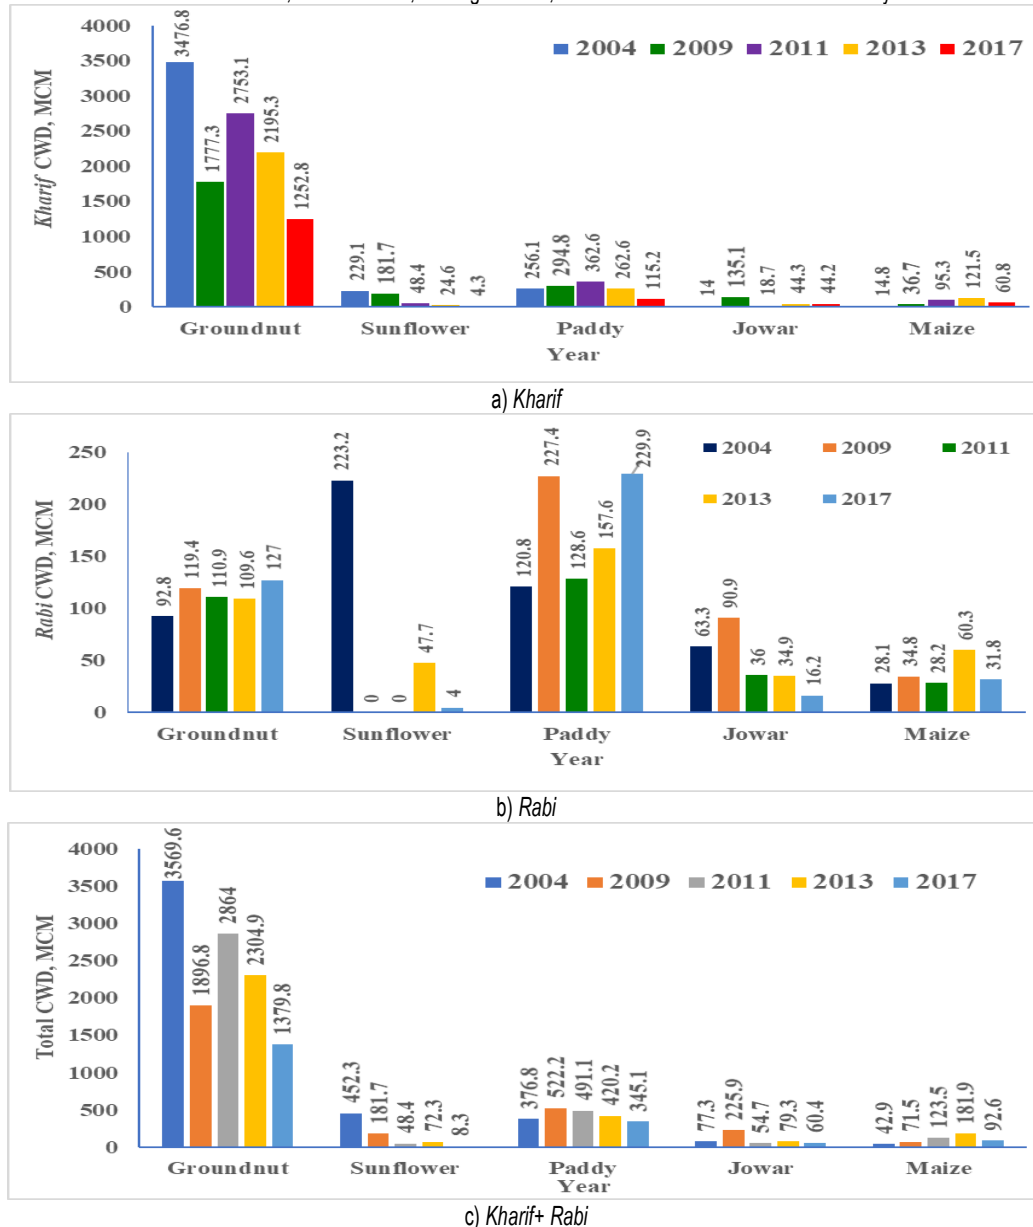 4000
3500
3000
2500
2000
1500
1000
500
0
Kharif CWD, MCM
2004 2009 2011 2013 2017
3476.8 1777.3 2753.1 2195.3 1252.8
229.1 181.7 48.4 24.6 4.3
256.1 294.8 362.6 262.6 115.2
14 135.1 18.7 44.3 44.2
14.8 36.7 95.3 121.5 60.8
Groundnut Sunflower Paddy Jowar Maize
Year
a) Kharif
250
200
150
100
50
0
Rabi CWD, MCM
2004 2009 2011
2013 2017
92.8 119.4 110.9 109.6 127
223.2 0 0 47.7 4
120.8 227.4 128.6 157.6 229.9
63.3 90.9 36 34.9 16.2
28.1 34.8 28.2 60.3 31.8
Groundnut Sunflower Paddy Jowar Maize
Year
b) Rabi
4000
3500
3000
2500
2000
1500
1000
500
0
Total CWD, MCM
2004 2009 2011 2013 2017
3569.6 1896.8 2864 2304.9 1379.8
452.3 181.7 48.4 72.3 8.3
376.8 522.2 491.1 420.2 345.1
77.3 225.9 54.7 79.3 60.4
42.9 71.5 123.5 181.9 92.6
Groundnut Sunflower Paddy Jowar Maize
Year
c) Kharif+ Rabi